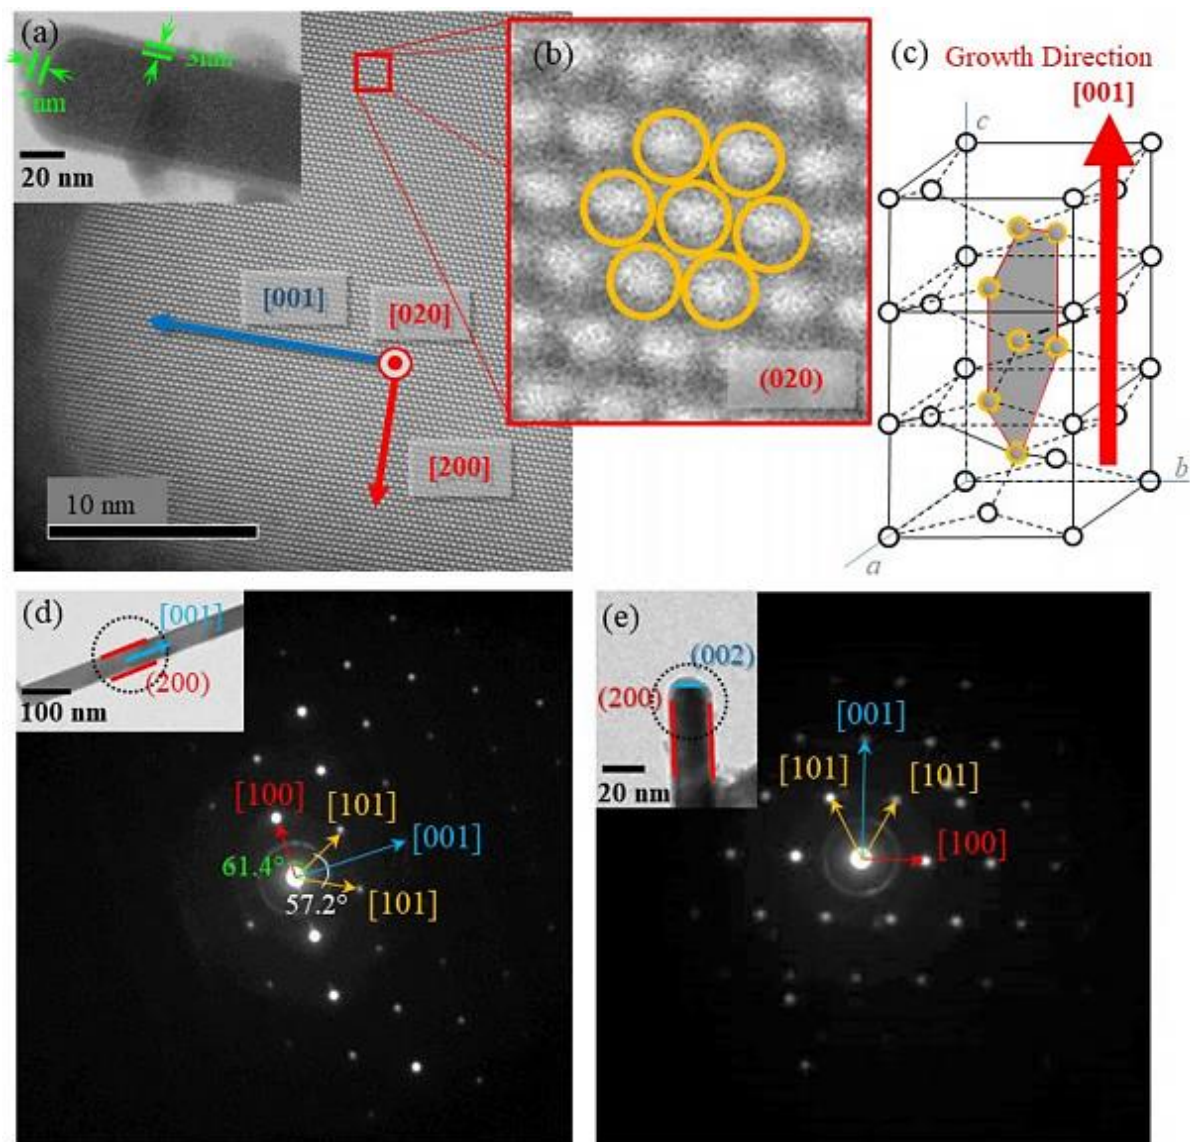 (a)
3nm
7nm
20 nm
[001]
[020]
[200]
10 nm
(b)
(020)
(c)
Growth Direction
[001]
c
b
a
(d)
[001]
(200)
100 nm
[100]
[101]
[001]
61.4°
57.2°
[101]
(e)
(002)
(200)
20 nm
[001]
[101]
[101]
[100]